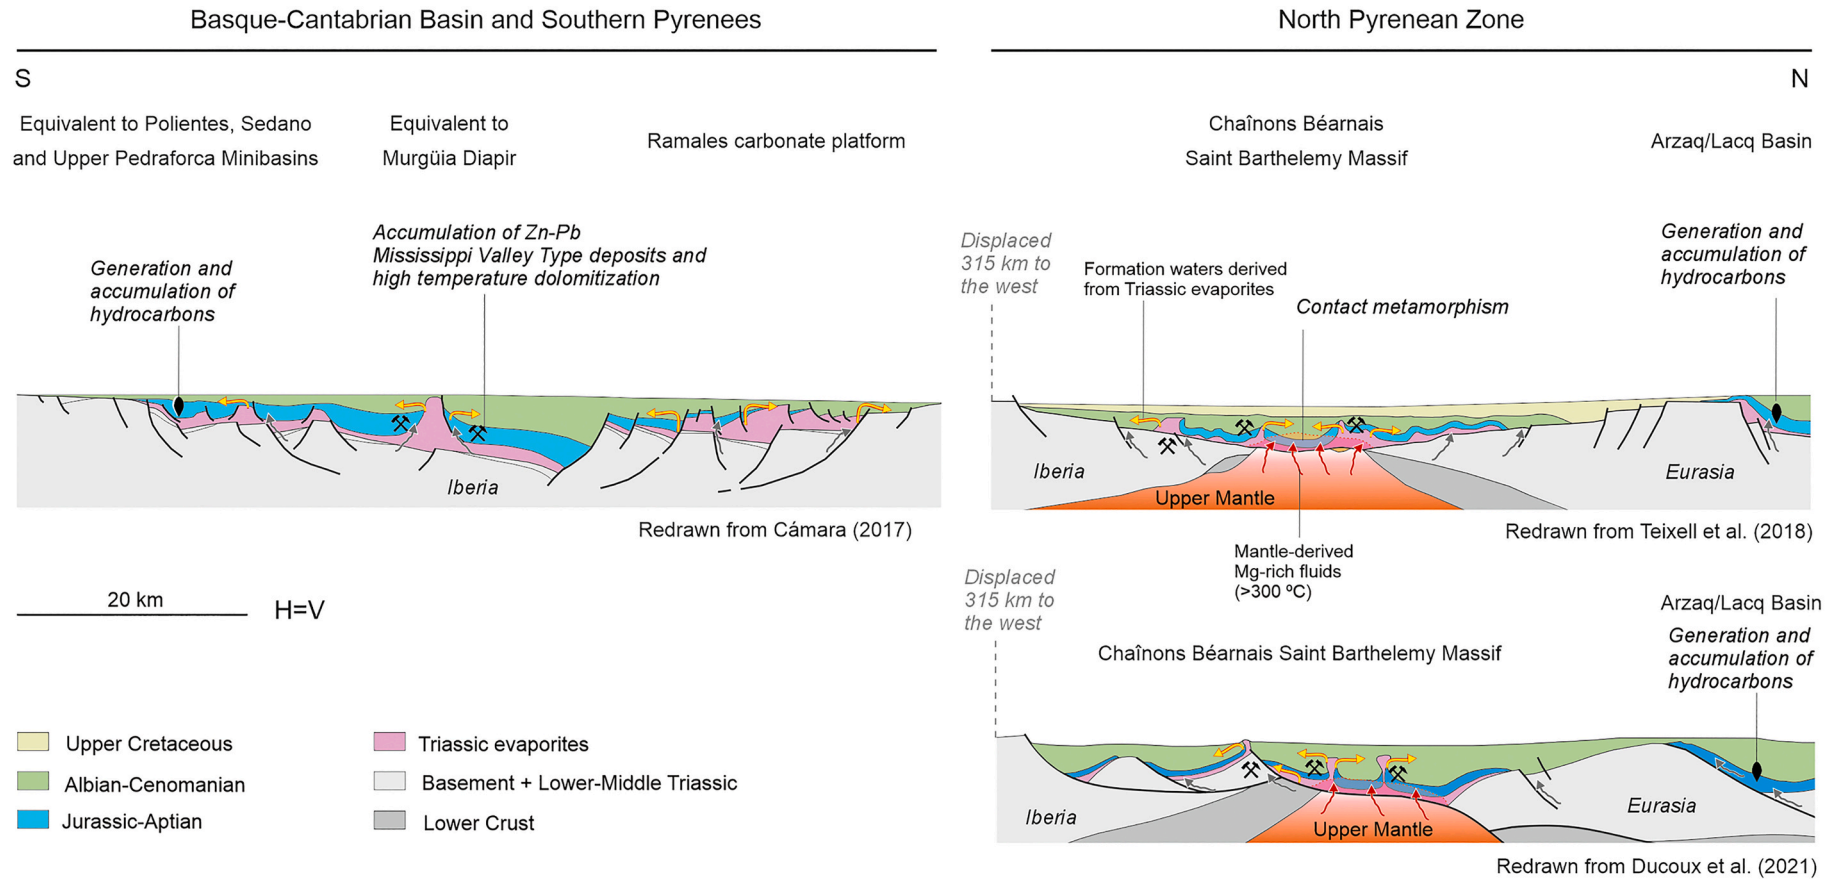 Basque-Cantabrian Basin and Southern Pyrenees
North Pyrenean Zone
S
N
Equivalent to Polientes, Sedano
and Upper Pedraforca Minibasins
Equivalent to
Murgüia Diapir
Ramales carbonate platform
Chaînons Béarnais
Saint Barthelemy Massif
Arzaq/Lacq Basin
Generation and
accumulation of
hydrocarbons
Accumulation of Zn-Pb
Mississippi Valley Type deposits and
high temperature dolomitization
Displaced
315 km to
the west
Formation waters derived
from Triassic evaporites
Contact metamorphism
Generation and
accumulation of
hydrocarbons
Iberia
Iberia
Upper Mantle
Eurasia
Redrawn from Cámara (2017)
Redrawn from Teixell et al. (2018)
Mantle-derived
Mg-rich fluids
(>300 ºC)
20 km
H=V
Displaced
315 km to
the west
Chaînons Béarnais Saint Barthelemy Massif
Arzaq/Lacq Basin
Generation and
accumulation of
hydrocarbons
Iberia
Upper Mantle
Eurasia
Redrawn from Ducoux et al. (2021)
Upper Cretaceous
Albian-Cenomanian
Jurassic-Aptian
Triassic evaporites
Basement + Lower-Middle Triassic
Lower Crust